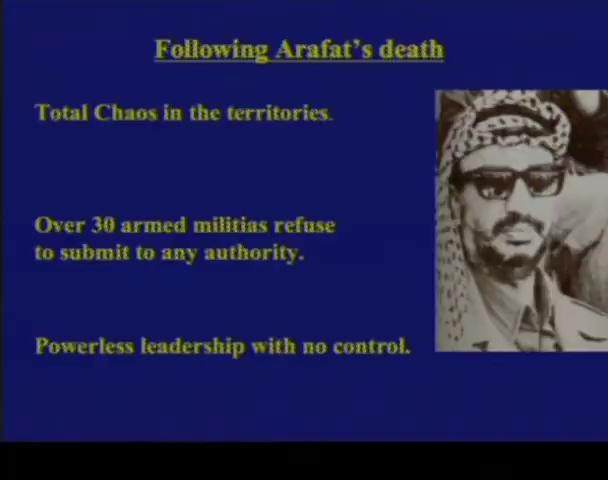 Following Arafat's death
Total Chaos in the territories.
Over 30 armed militias refuse
to submit to any authority.
Powerless leadership with no control.